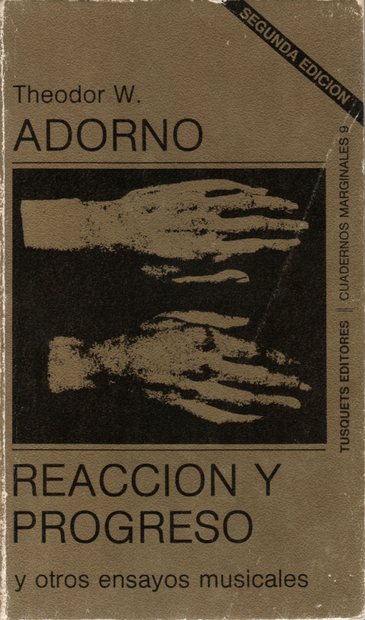 SEGUNDA EDICION
Theodor W.
ADORNO
TUSQUETS EDITORES || CUADERNOS MARGINALES 9
REACCION Y
PROGRESO
y otros ensayos musicales